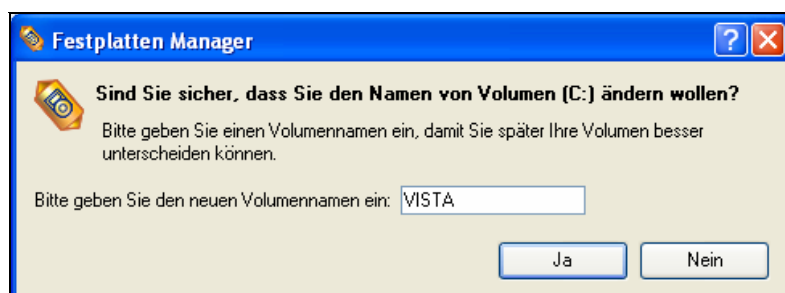 Festplatten Manager
Sind Sie sicher, dass Sie den Namen von Volumen (C:) ändern wollen?
Bitte geben Sie einen Volumennamen ein, damit Sie später Ihre Volumen besser
unterscheiden können.
Bitte geben Sie den neuen Volumennamen ein: VISTA
Ja Nein